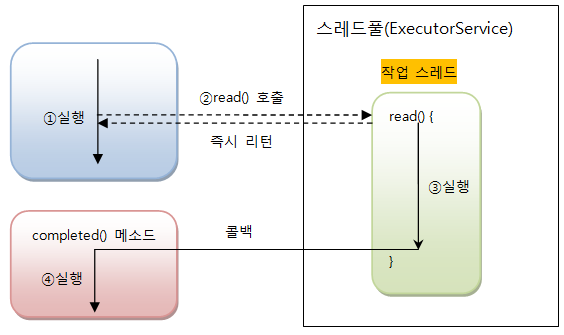 스레드풀(ExecutorService)
작업 스레드
①실행
②read() 호출
즉시 리턴
read() {
③실행
}
콜백
completed() 메소드
④실행